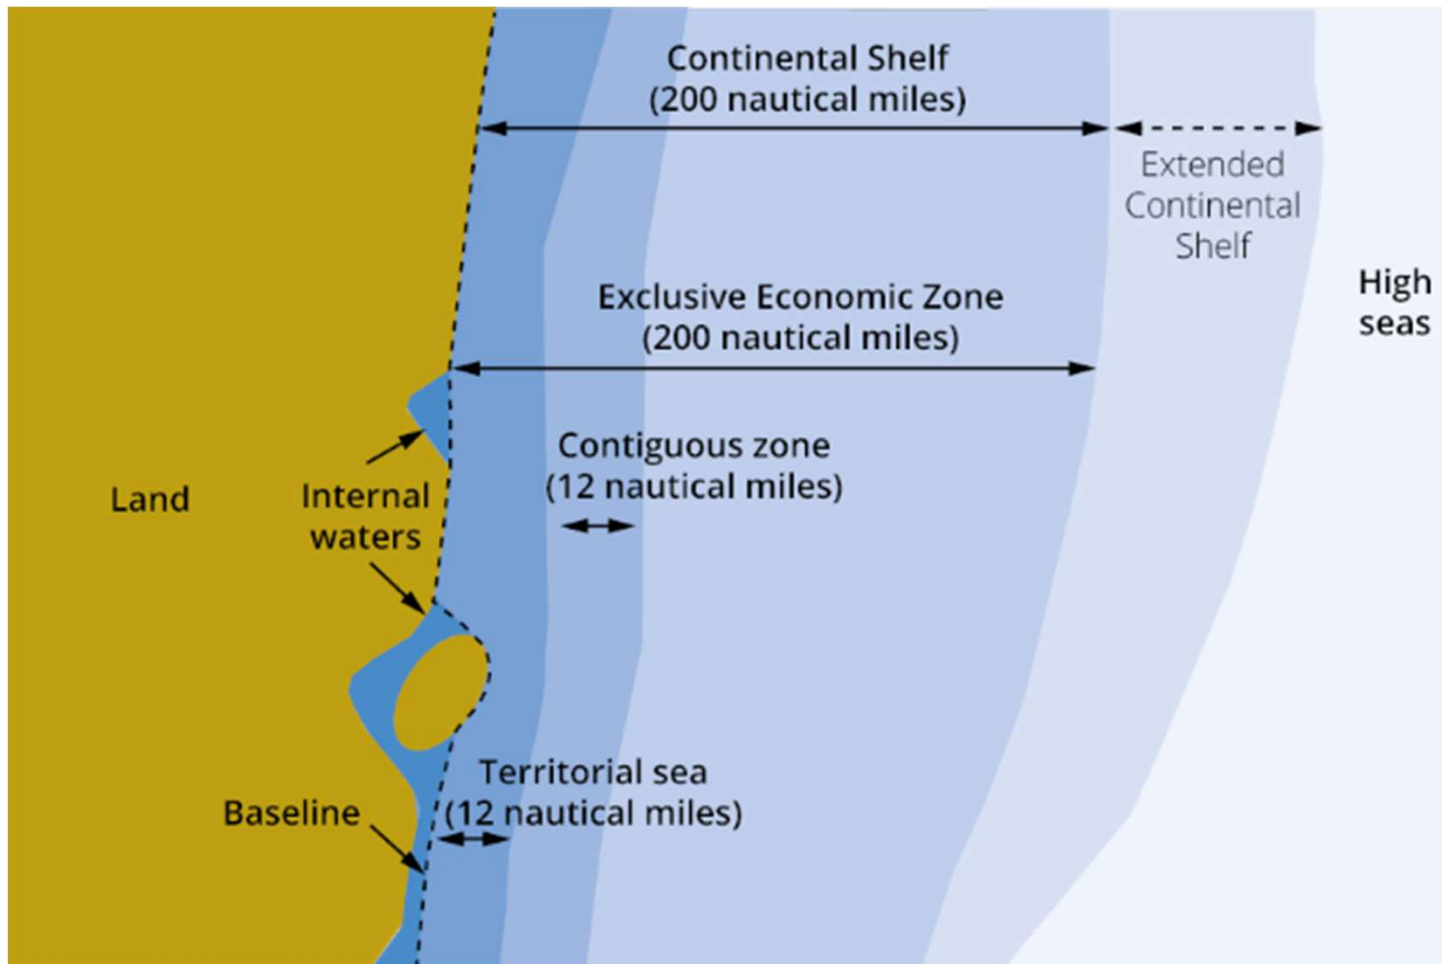 Continental Shelf
(200 nautical miles)
Extended
Continental
Shelf
High
seas
Exclusive Economic Zone
(200 nautical miles)
Contiguous zone
(12 nautical miles)
Land
Internal
waters
Territorial sea
(12 nautical miles)
Baseline